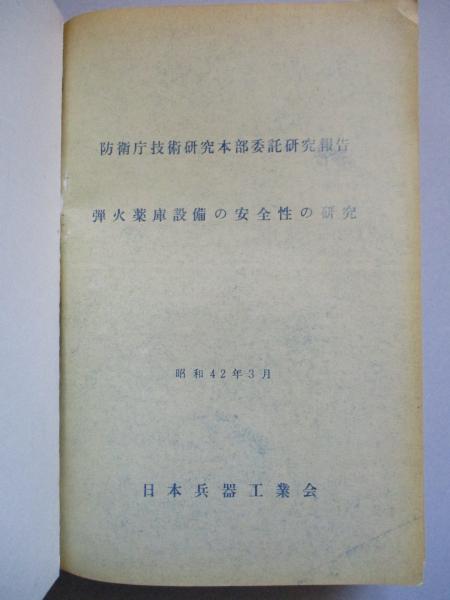 防衛庁技術研究本部委託研究報告
弾火薬庫設備の安全性の研究
昭和42年3月
日本兵器工業会